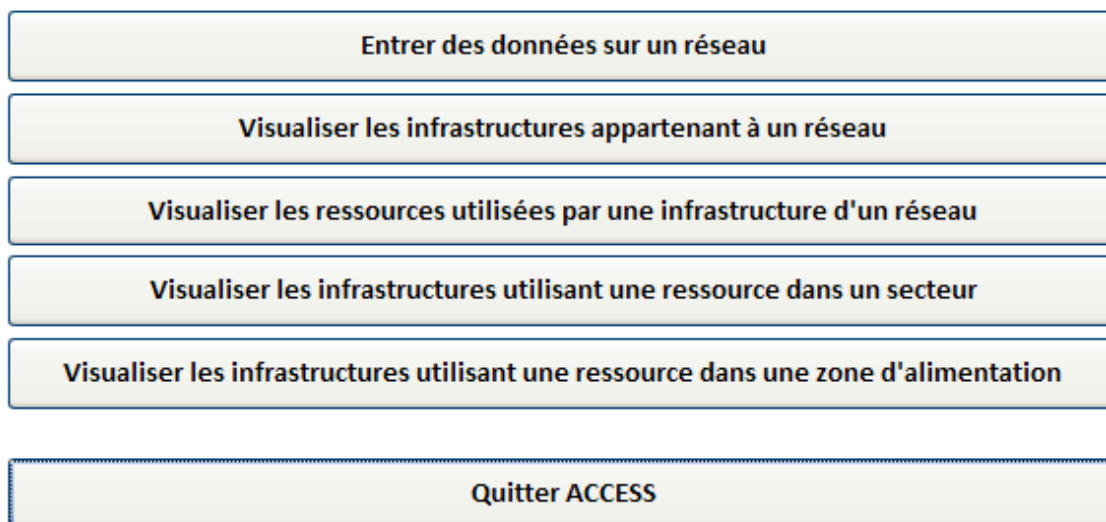 Entrer des données sur un réseau
Visualiser les infrastructures appartenant à un réseau
Visualiser les ressources utilisées par une infrastructure d'un réseau
Visualiser les infrastructures utilisant une ressource dans un secteur
Visualiser les infrastructures utilisant une ressource dans une zone d'alimentation
Quitter ACCESS